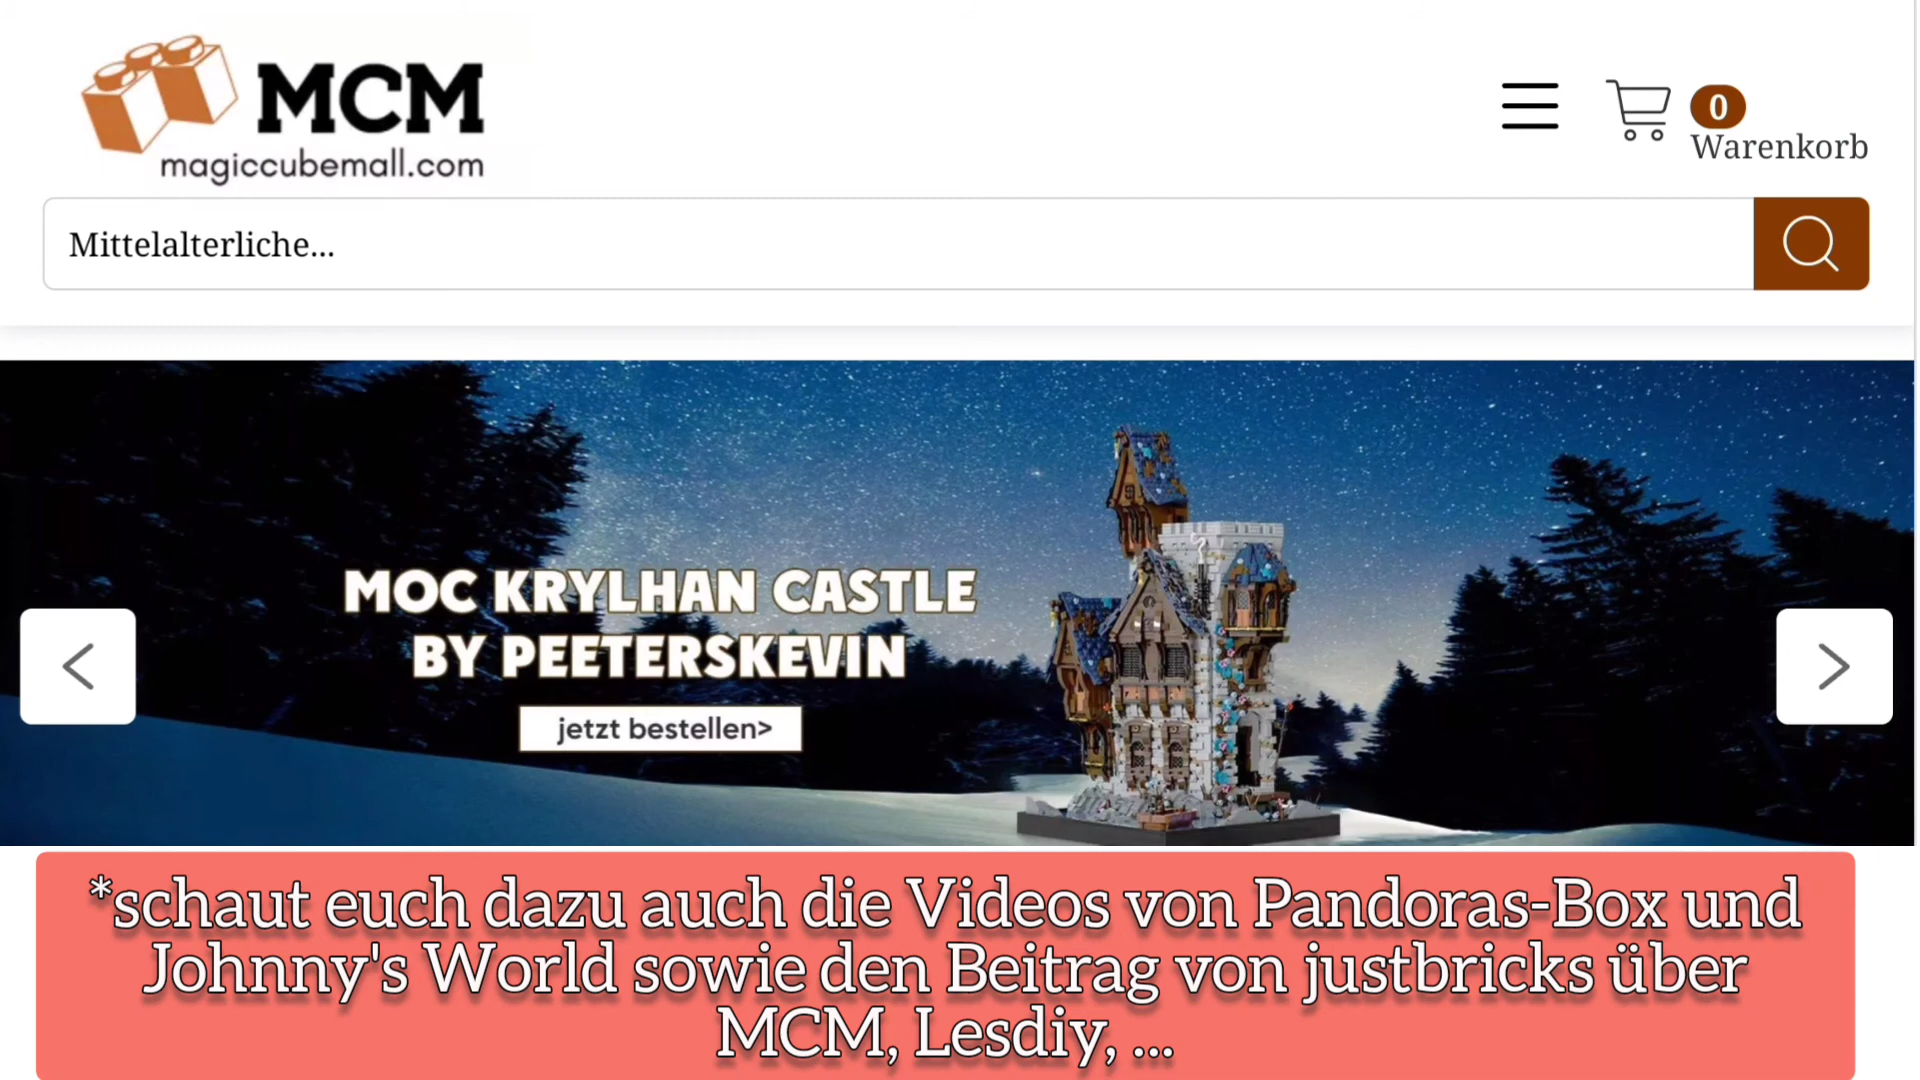 MCM
magiccubemall.com
0
Warenkorb
Mittelalterliche...
MOC KRYLHAN CASTLE
BY PEETERSKEVIN
jetzt bestellen>
*schaut euch dazu auch die Videos von Pandoras-Box und
Johnny's World sowie den Beitrag von justbricks über
MCM, Lesdiy, ...